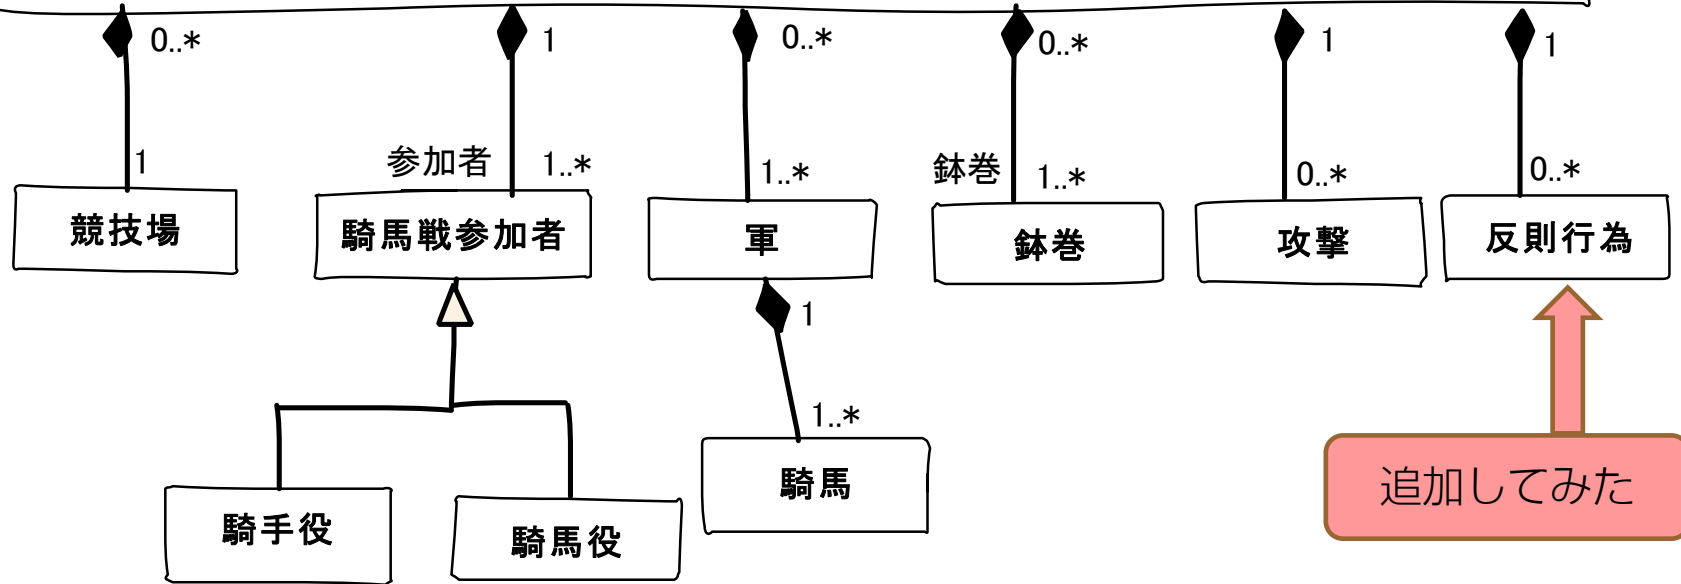 0..*
1
0..*
0..*
1
1
1
参加者
1..*
1..*
鉢巻
1..*
0..*
0..*
競技場
騎馬戦参加者
軍
鉢巻
攻撃
反則行為
1
1..*
騎手役
騎馬役
騎馬
追加してみた